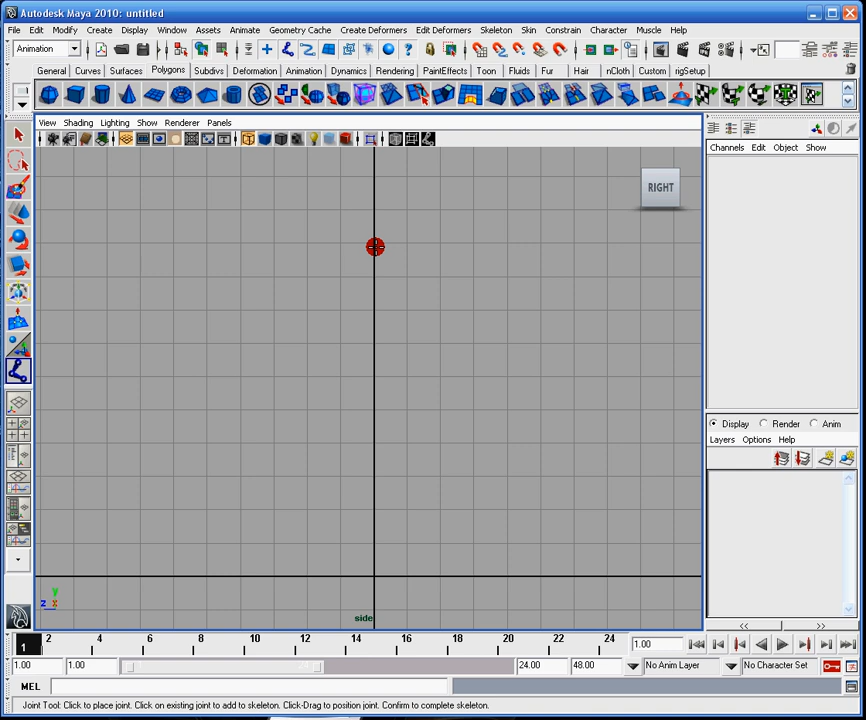 Autodesk Maya 2010: untitled
File Edit Modify Create Display Window Assets Animate Geometry Cache Create Deformers Edit Deformers Skeleton Skin Constrain Character Muscle Help
Animation
General Curves Surfaces Polygons Subdivs Deformation Animation Dynamics Rendering PaintEffects Toon Fluids Fur Hair nCloth Custom rigSetup
View Shading Lighting Show Renderer Panels
Channels Edit Object Show
RIGHT
Display Render Anim
Layers Options Help
y
z x
side
<< >>
1 2 4 6 8 10 12 14 16 18 20 22 24 1.00
1.00 1.00 24.00 48.00 No Anim Layer No Character Set
MEL
Joint Tool: Click to place joint. Click on existing joint to add to skeleton. Click-Drag to position joint. Confirm to complete skeleton.